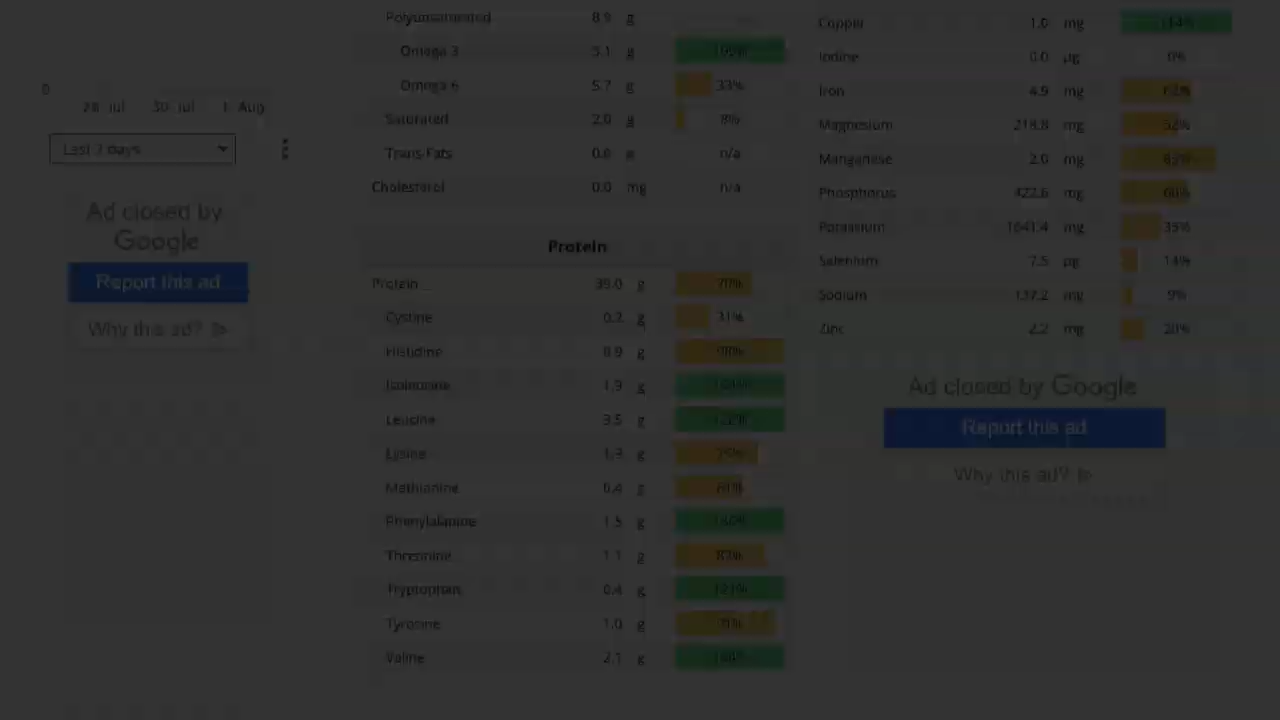 0
28. Jul 30. Jul 1. Aug
Last 7 days
Ad closed by
Google
Report this ad
Why this ad?
Polyunsaturated 8.9 g
Omega 3 3.1 g
Omega 6 5.7 g 33%
Saturated 2.0 g 8%
Trans-Fats 0.0 g n/a
Cholesterol 0.0 mg n/a
Protein
Protein 39.0 g 70%
Cystine 0.2 g 31%
Histidine 0.9 g
Isoleucine 1.9 g
Leucine 3.5 g
Lysine 1.3 g
Methionine 0.4 g
Phenylalanine 1.5 g
Threonine 1.1 g
Tryptophan 0.4 g 121%
Tyrosine 1.0 g
Valine 2.1 g
Copper 1.0 mg 114%
Iodine 0.0 µg 0%
Iron 4.9 mg
Magnesium 218.8 mg 52%
Manganese 2.0 mg
Phosphorus 422.6 mg 60%
Potassium 1041.4 mg
Selenium 7.5 µg 14%
Sodium 137.2 mg 9%
Zinc 2.2 mg 20%
Ad closed by Google
Report this ad
Why this ad?